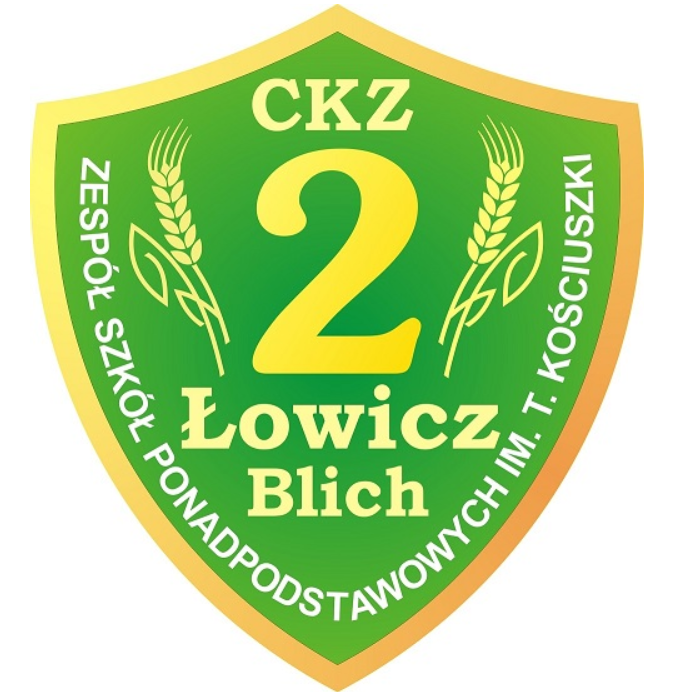 CKZ
2
Łowicz
Blich
ZESPÓŁ SZKÓŁ PONADPODSTAWOWYCH IM. T. KOŚCIUSZKI